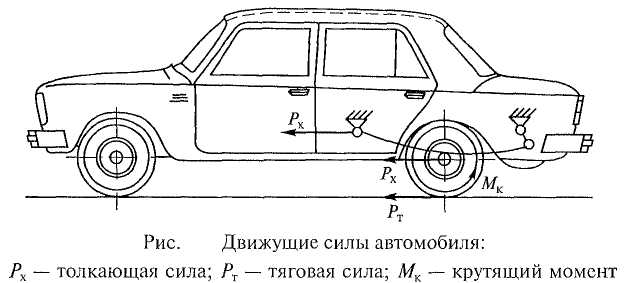 Pх
Pх
Mк
Pт
Рис. Движущие силы автомобиля:
Pх — толкающая сила; Pт — тяговая сила; Mк — крутящий момент